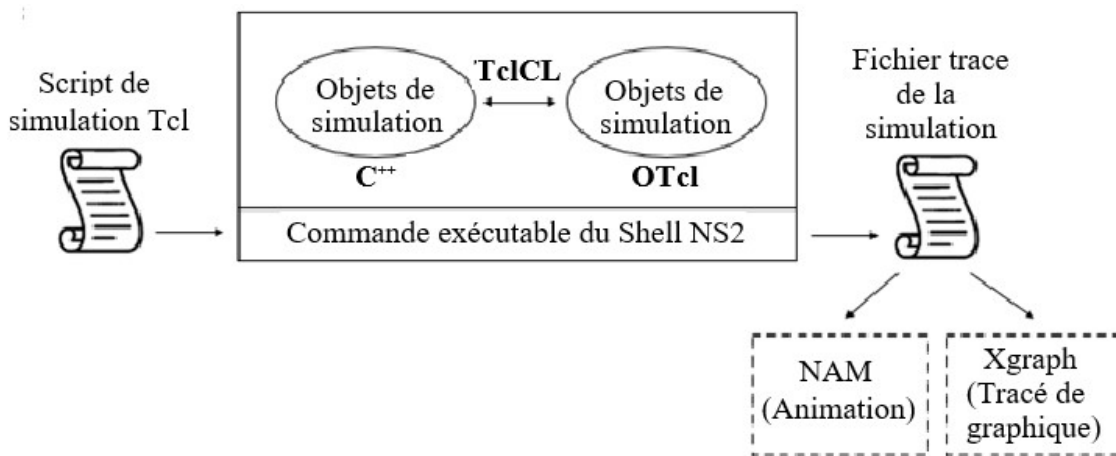 Script de
simulation Tcl
Objets de
simulation
C+++
TclCL
Objets de
simulation
OTcl
Commande exécutable du Shell NS2
Fichier trace
de la
simulation
NAM
(Animation)
Xgraph
(Tracé de
graphique)